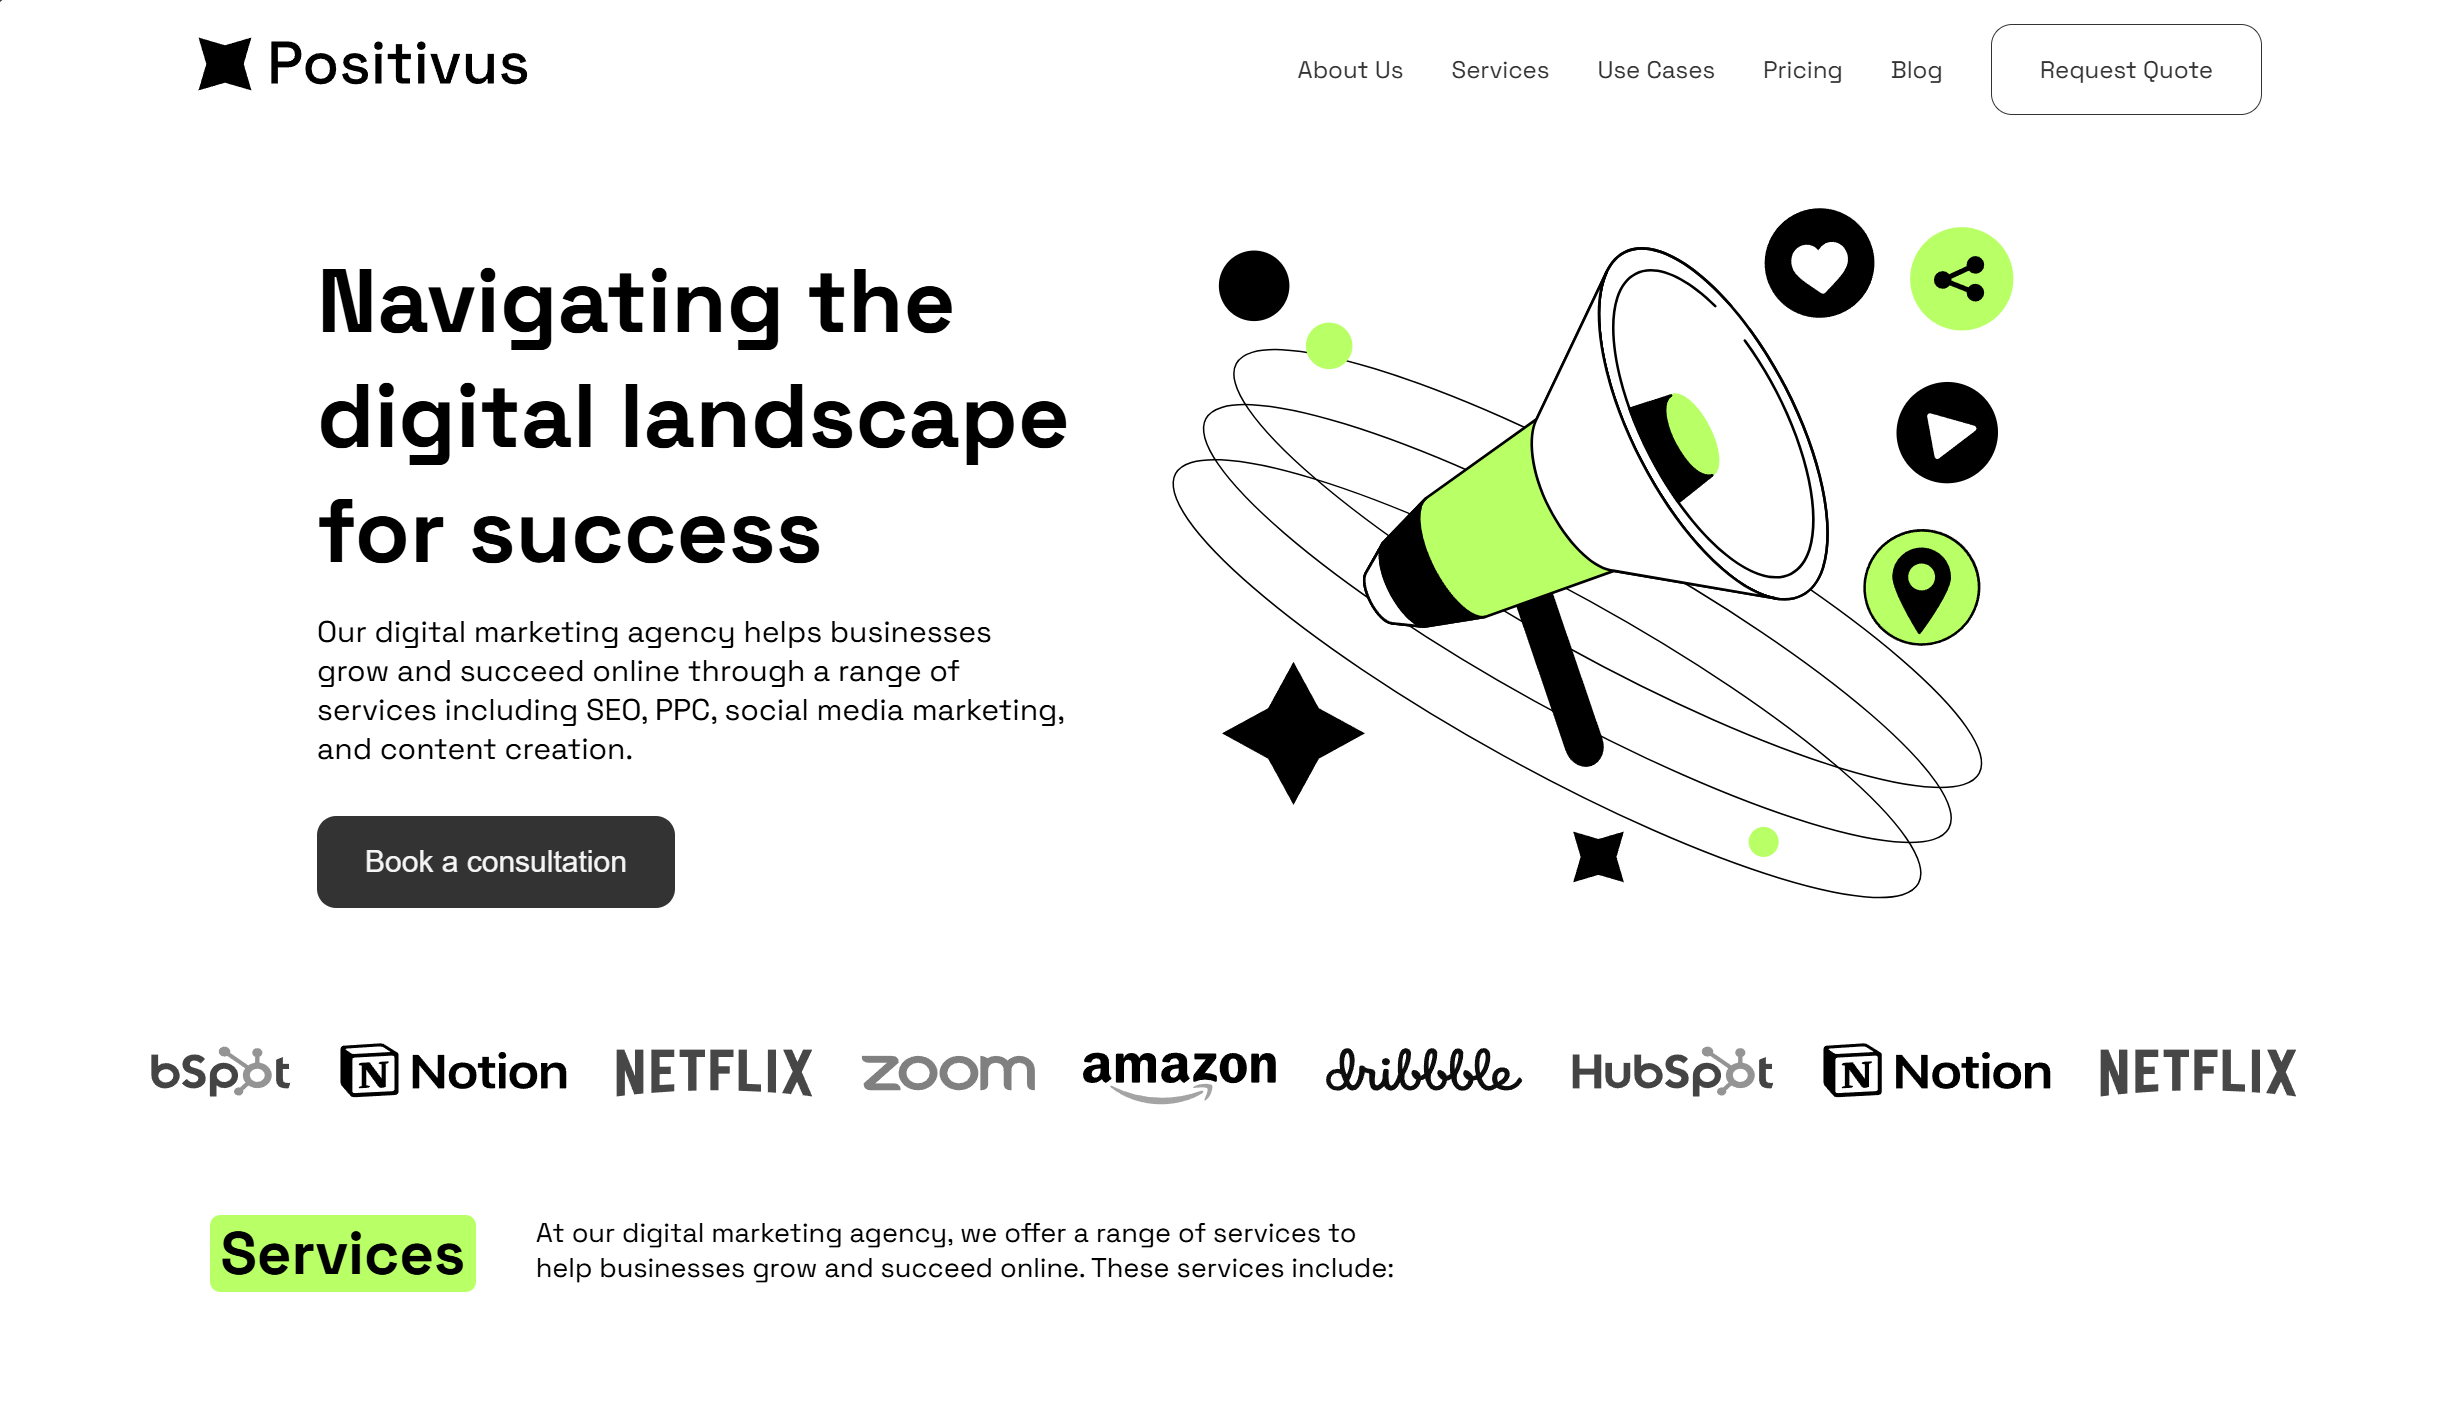 Positivus
About Us Services Use Cases Pricing Blog Request Quote
Navigating the
digital landscape
for success
Our digital marketing agency helps businesses
grow and succeed online through a range of
services including SEO, PPC, social media marketing,
and content creation.
Book a consultation
bSpot Notion NETFLIX zoom amazon dribbble HubSpot Notion NETFLIX
Services
At our digital marketing agency, we offer a range of services to
help businesses grow and succeed online. These services include: